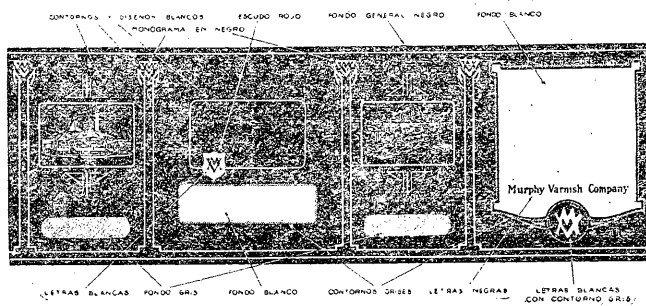 CONTORNOS Y DISEÑOS BLANCOS ESCUDO ROJO FONDO GENERAL NEGRO FONDO BLANCO
MONOGRAMA EN NEGRO
Murphy Varnish Company
LETRAS BLANCAS FONDO GRIS FONDO BLANCO CONTORNOS GRISES LETRAS NEGRAS LETRAS BLANCAS
CON CONTORNO GRIS